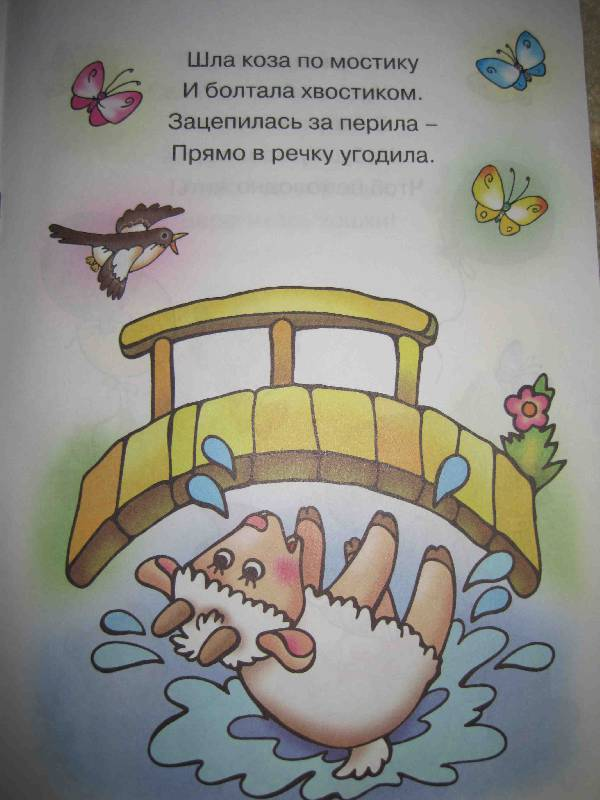 Шла коза по мостику
И болтала хвостиком.
Зацепилась за перила –
Прямо в речку угодила.